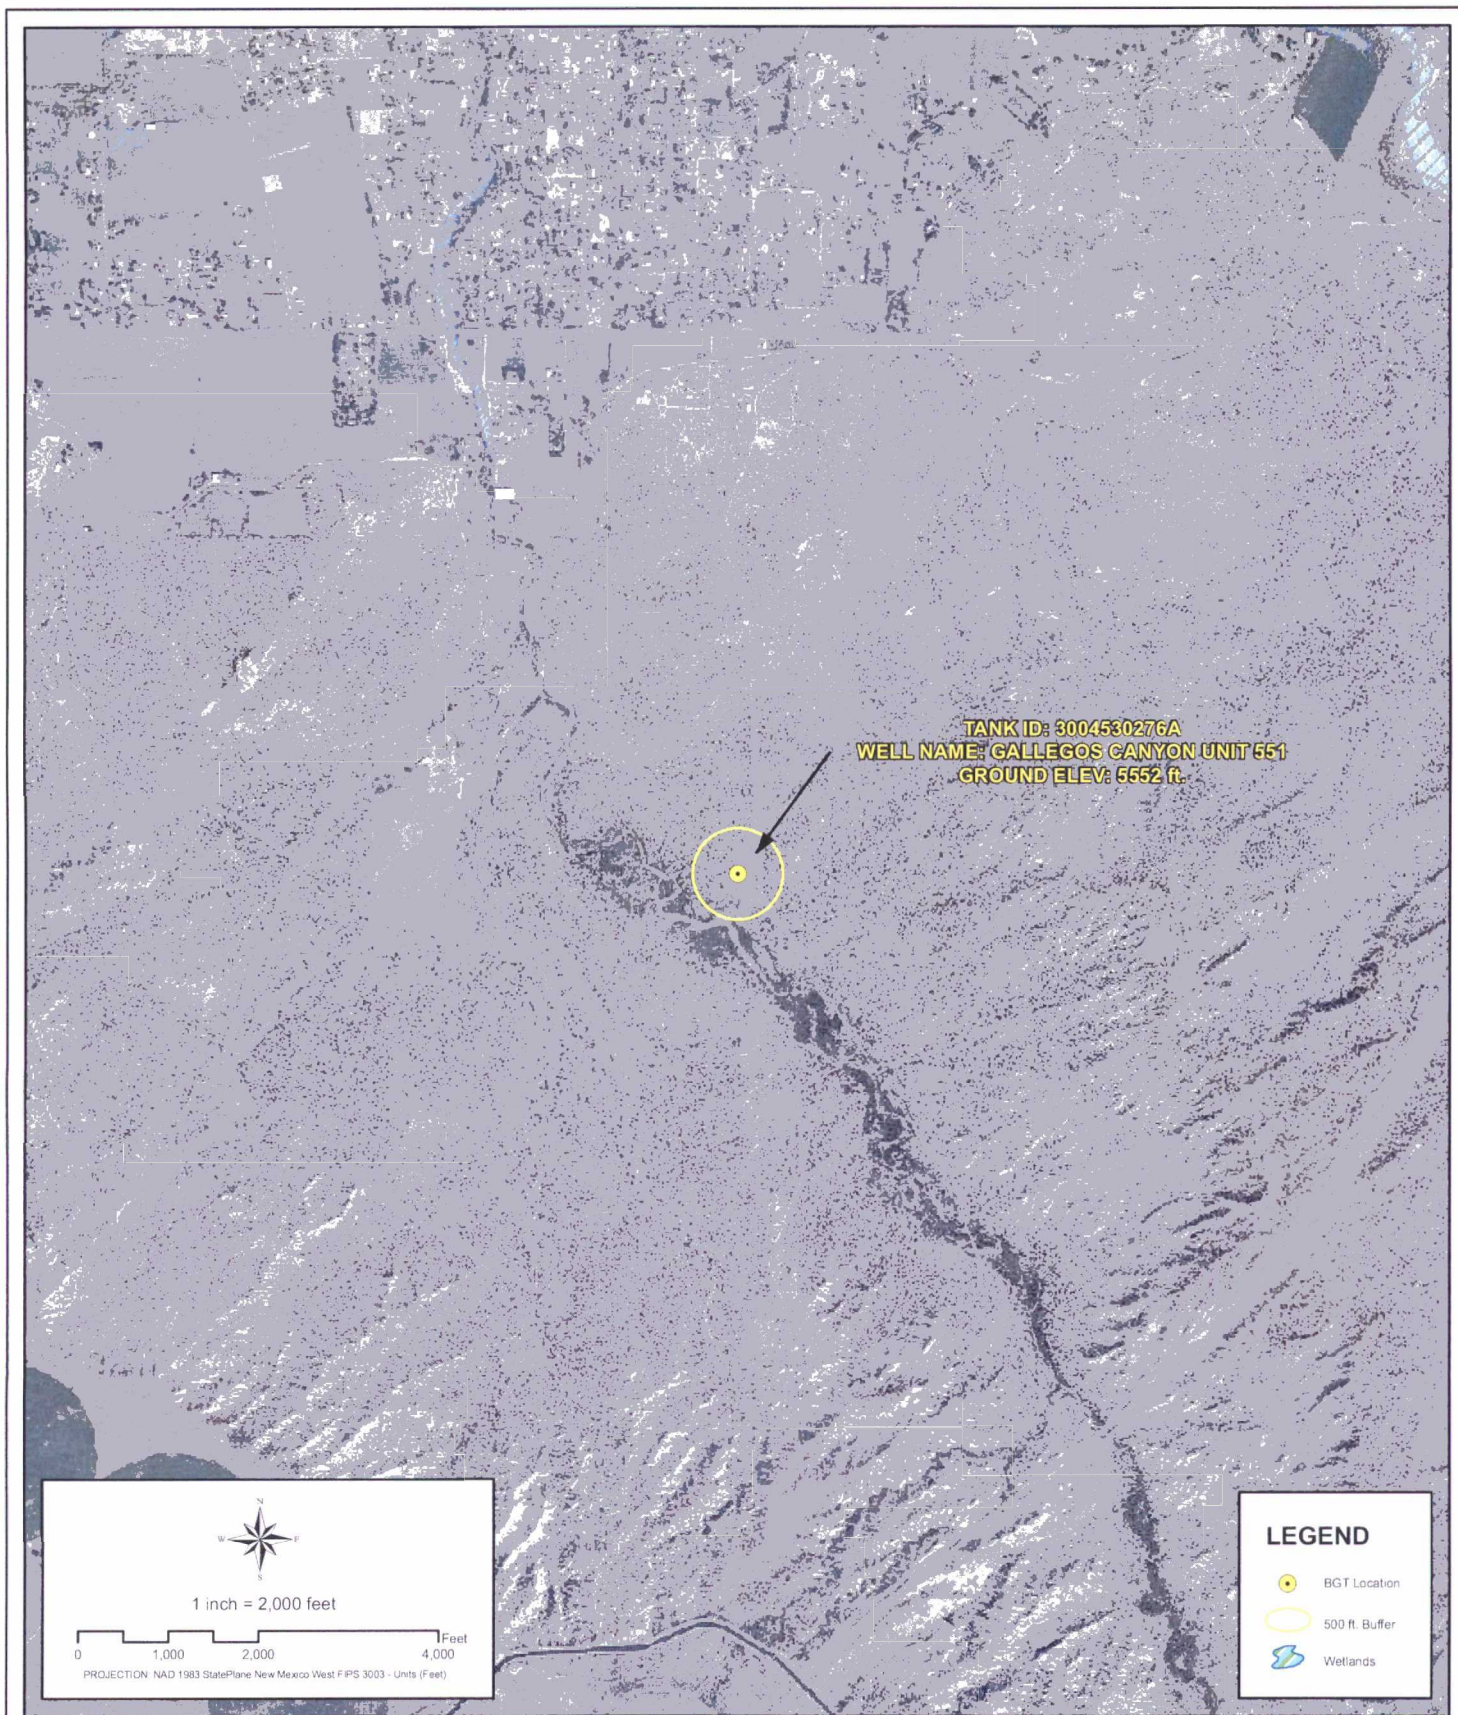 TANK ID: 3004530276A
WELL NAME: GALLEGOS CANYON UNIT 551
GROUND ELEV: 5552 ft.
N
W E
S
1 inch = 2,000 feet
Feet
0 1,000 2,000 4,000
PROJECTION: NAD 1983 StatePlane New Mexico West FIPS 3003 - Units (Feet)
LEGEND
BGT Location
500 ft. Buffer
Wetlands